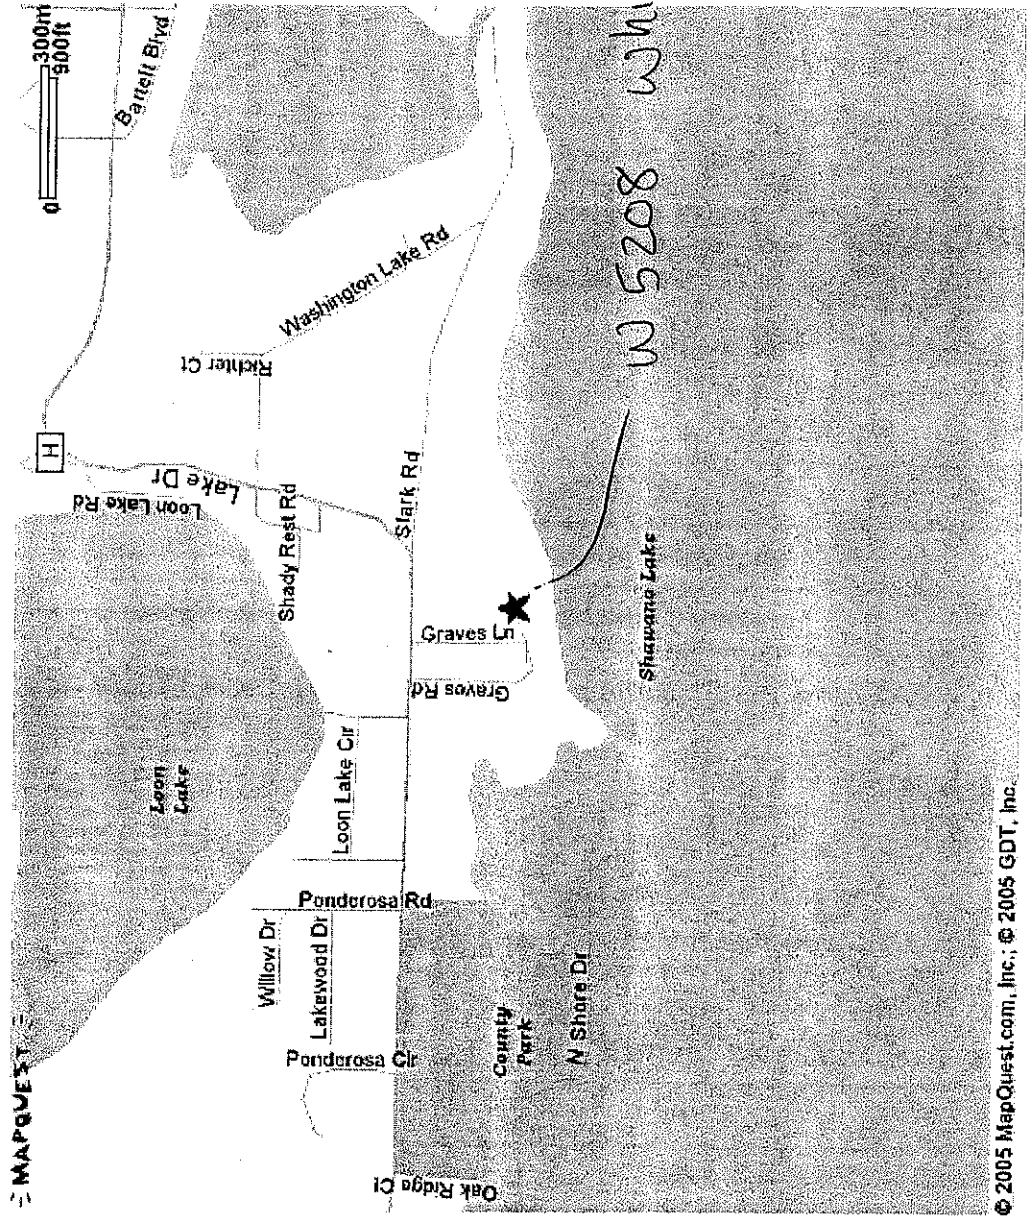 MAPQUEST
0
300m
900ft
Bartelt Blvd
H
Loon Lake Rd
Lake Dr
Richter Ct
Washington Lake Rd
Shady Rest Rd
Loon
Lake
Stark Rd
Loon Lake Cir
Willow Dr
Lakewood Dr
Ponderosa Rd
Ponderosa Cir
Oak Ridge Ct
Graves Ln
Graves Rd
County
Park
N Shore Dr
Shawano Lake
W 5208
© 2005 MapQuest.com, Inc.; © 2005 GDT, Inc.